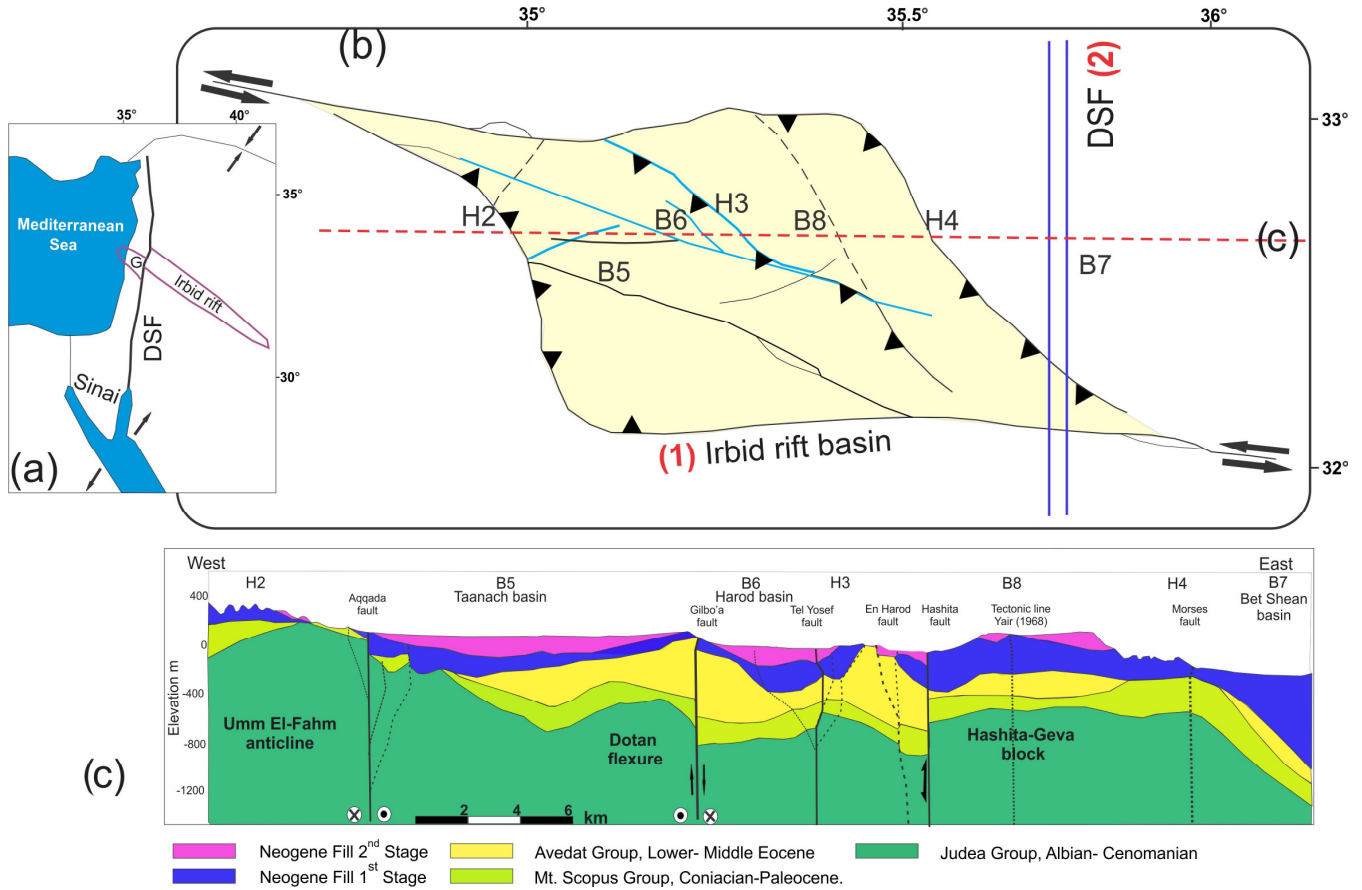 35°
35.5°
36°
(b)
DSF (2)
33°
H2
B6
H3
B8
H4
(c)
B5
B7
(1) Irbid rift basin
32°
35°
40°
35°
Mediterranean
Sea
G
Irbid rift
DSF
30°
Sinai
(a)
West
East
H2
B5
B6
H3
B8
H4
B7
Taanach basin
Harod basin
Bet Shean
basin
Aqqada
fault
Gilbo'a
fault
Tel Yosef
fault
En Harod
fault
Hashita
fault
Tectonic line
Yair (1968)
Morses
fault
400
0
-400
-800
-1200
Elevation m
Umm El-Fahm
anticline
Dotan
flexure
Hashita-Geva
block
(c)
2 4 6 km
Neogene Fill 2nd Stage
Neogene Fill 1st Stage
Avedat Group, Lower- Middle Eocene
Mt. Scopus Group, Coniacian-Paleocene.
Judea Group, Albian- Cenomanian